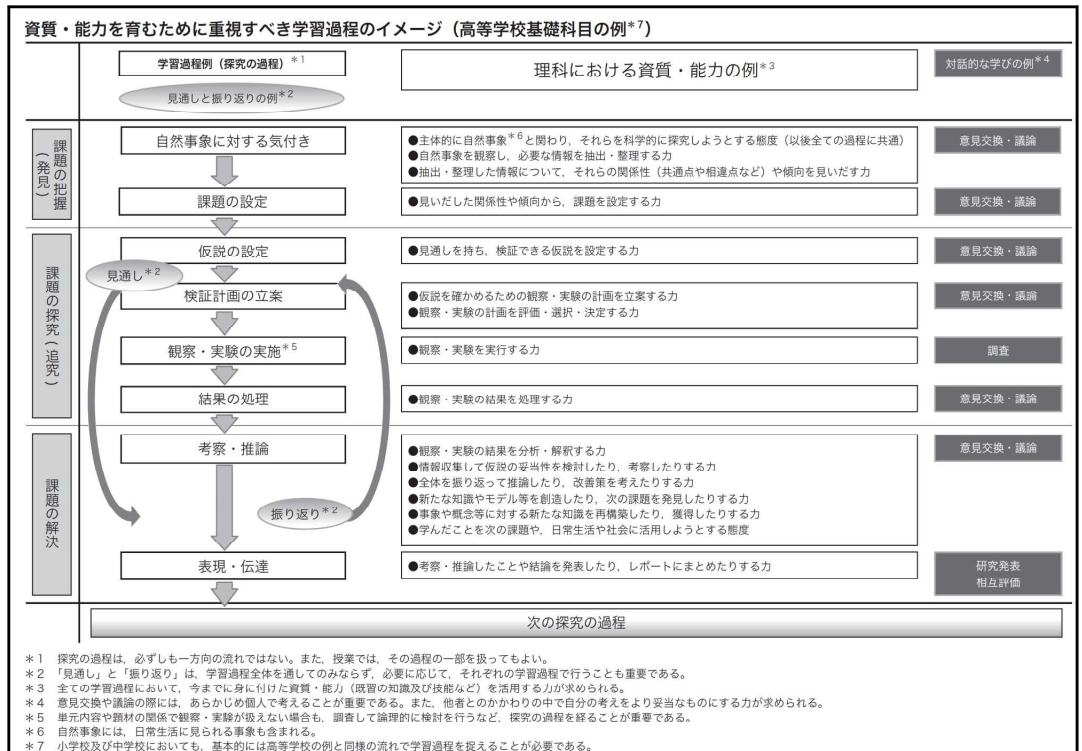 資質・能力を育むために重視すべき学習過程のイメージ（高等学校基礎科目の例＊7）
学習過程例（探究の過程）＊1
理科における資質・能力の例＊3
対話的な学びの例＊4
見通しと振り返りの例＊2
課題の把握（発見）
自然事象に対する気付き
●主体的に自然事象＊6と関わり，それらを科学的に探究しようとする態度（以後全ての過程に共通）
●自然事象を観察し，必要な情報を抽出・整理する力
●抽出・整理した情報について，それらの関係性（共通点や相違点など）や傾向を見いだす力
意見交換・議論
課題の設定
●見いだした関係性や傾向から，課題を設定する力
意見交換・議論
課題の探究（追究）
仮説の設定
●見通しを持ち，検証できる仮説を設定する力
意見交換・議論
見通し＊2
検証計画の立案
●仮説を確かめるための観察・実験の計画を立案する力
●観察・実験の計画を評価・選択・決定する力
意見交換・議論
観察・実験の実施＊5
●観察・実験を実行する力
調査
結果の処理
●観察・実験の結果を処理する力
意見交換・議論
課題の解決
考察・推論
●観察・実験の結果を分析・解釈する力
●情報収集して仮説の妥当性を検討したり，考察したりする力
●全体を振り返って推論したり，改善策を考えたりする力
●新たな知識やモデル等を創造したり，次の課題を発見したりする力
●事象や概念等に対する新たな知識を再構築したり，獲得したりする力
●学んだことを次の課題や，日常生活や社会に活用しようとする態度
意見交換・議論
振り返り＊2
表現・伝達
●考察・推論したことや結論を発表したり，レポートにまとめたりする力
研究発表
相互評価
次の探究の過程
＊1 探究の過程は，必ずしも一方向の流れではない。また，授業では，その過程の一部を扱ってもよい。
＊2 「見通し」と「振り返り」は，学習過程全体を通してのみならず，必要に応じて，それぞれの学習過程で行うことも重要である。
＊3 全ての学習過程において，今までに身に付けた資質・能力（既習の知識及び技能など）を活用する力が求められる。
＊4 意見交換や議論の際には，あらかじめ個人で考えることが重要である。また，他者とのかかわりの中で自分の考えをより妥当なものにする力が求められる。
＊5 単元内容や題材の関係で観察・実験が扱えない場合も，調査して論理的に検討を行うなど，探究の過程を経ることが重要である。
＊6 自然事象には，日常生活に見られる事象も含まれる。
＊7 小学校及び中学校においても，基本的には高等学校の例と同様の流れで学習過程を捉えることが必要である。